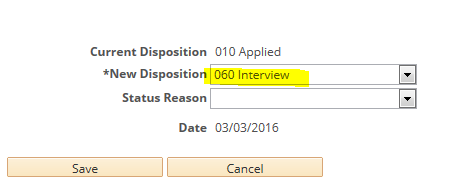 Current Disposition 010 Applied
*New Disposition 060 Interview
Status Reason
Date 03/03/2016
Save Cancel